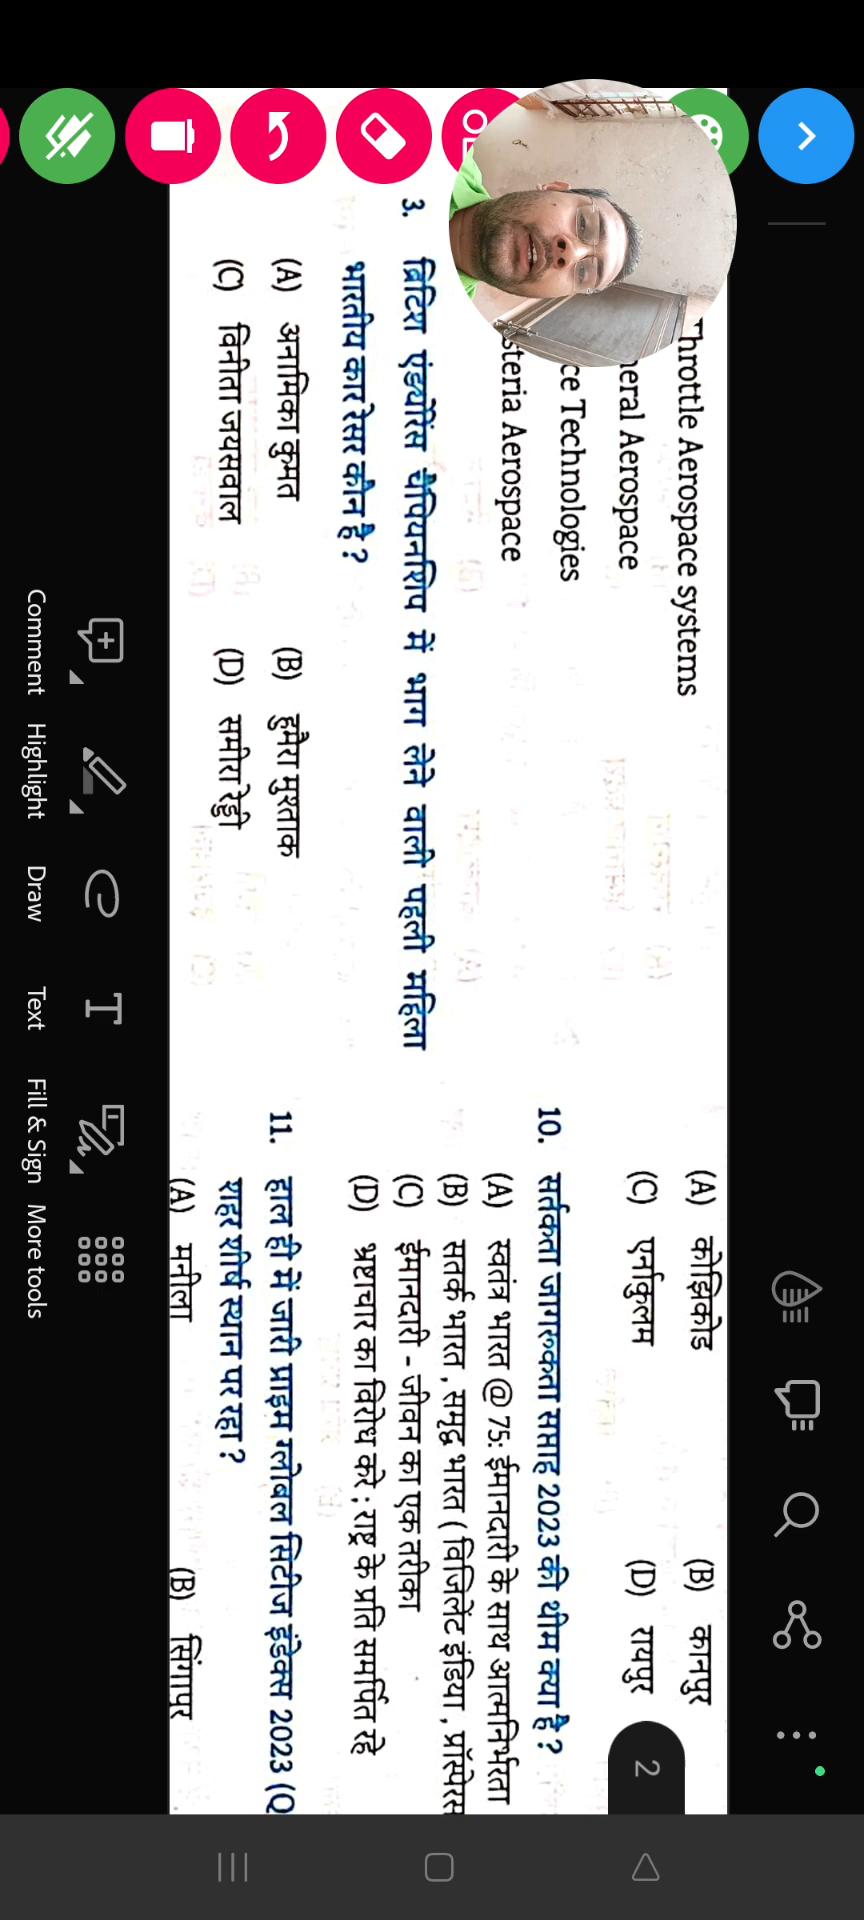 Throttle Aerospace systems
eral Aerospace
ce Technologies
steria Aerospace
3. ब्रिटिश एंड्योरेंस चैंपियनशिप में भाग लेने वाली पहली महिला
भारतीय कार रेसर कौन है ?
(A) अनामिका कुमत (B) हुमैरा मुश्ताक
(C) विनीता जयसवाल (D) समीरा रेड्डी
(A) कोझिकोड (B) कानपुर
(C) एर्नाकुलम (D) रायपुर
10. सर्तकता जागरूकता सप्ताह 2023 की थीम क्या है ?
(A) स्वतंत्र भारत @ 75: ईमानदारी के साथ आत्मनिर्भरता
(B) सतर्क भारत , समृद्ध भारत ( विजिलेंट इंडिया , प्रॉस्पेरस
(C) ईमानदारी - जीवन का एक तरीका
(D) भ्रष्टाचार का विरोध करे ; राष्ट्र के प्रति समर्पित रहे
11. हाल ही में जारी प्राइम ग्लोबल सिटीज इंडेक्स 2023 (Q
शहर शीर्ष स्थान पर रहा ?
(A) मनीला (B) सिंगापुर
2
Comment Highlight Draw Text Fill & Sign More tools